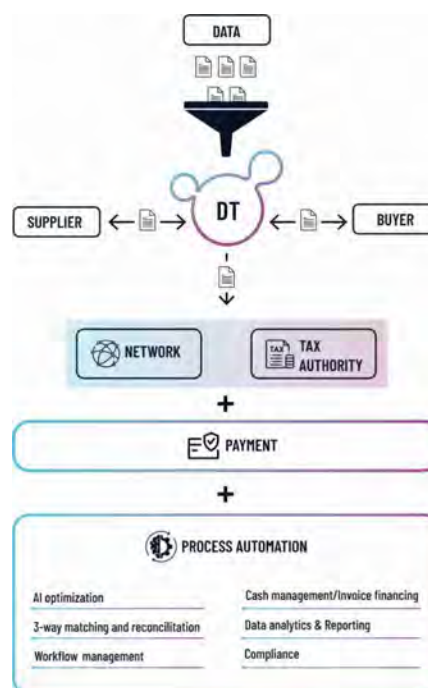 DATA
DT
SUPPLIER
BUYER
NETWORK
TAX
TAX
AUTHORITY
PAYMENT
PROCESS AUTOMATION
AI optimization
Cash management/Invoice financing
3-way matching and reconcilitation
Data analytics & Reporting
Workflow management
Compliance